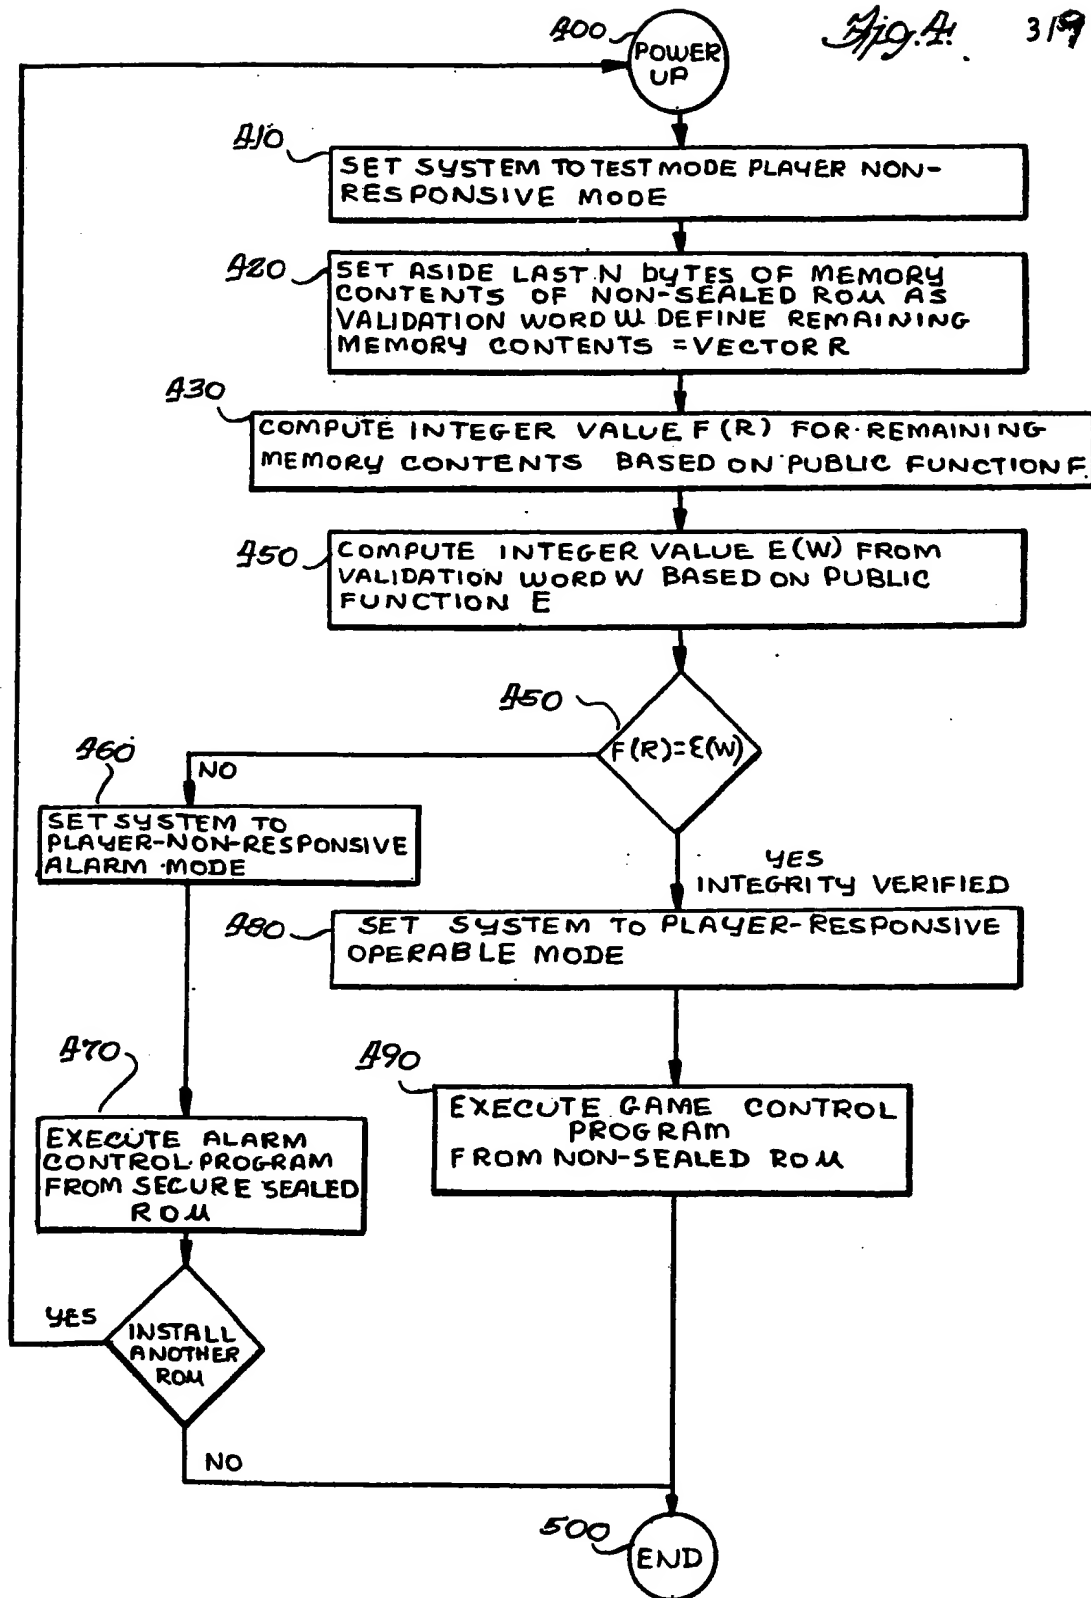 Fig. 4. 3/9
400
POWER
UP
410
SET SYSTEM TO TEST MODE PLAYER NON-
RESPONSIVE MODE
420
SET ASIDE LAST N bYTES OF MEMORY
CONTENTS OF NON-SEALED ROM AS
VALIDATION WORD W DEFINE REMAINING
MEMORY CONTENTS = VECTOR R
430
COMPUTE INTEGER VALUE F(R) FOR REMAINING
MEMORY CONTENTS BASED ON PUBLIC FUNCTION F.
450
COMPUTE INTEGER VALUE E(W) FROM
VALIDATION WORD W BASED ON PUBLIC
FUNCTION E
450
F(R)=E(W)
NO
460
SET SYSTEM TO
PLAYER-NON-RESPONSIVE
ALARM MODE
YES
INTEGRITY VERIFIED
480
SET SYSTEM TO PLAYER-RESPONSIVE
OPERABLE MODE
470
EXECUTE ALARM
CONTROL PROGRAM
FROM SECURE SEALED
ROM
490
EXECUTE GAME CONTROL
PROGRAM
FROM NON-SEALED ROM
YES
INSTALL
ANOTHER
ROM
NO
500
END